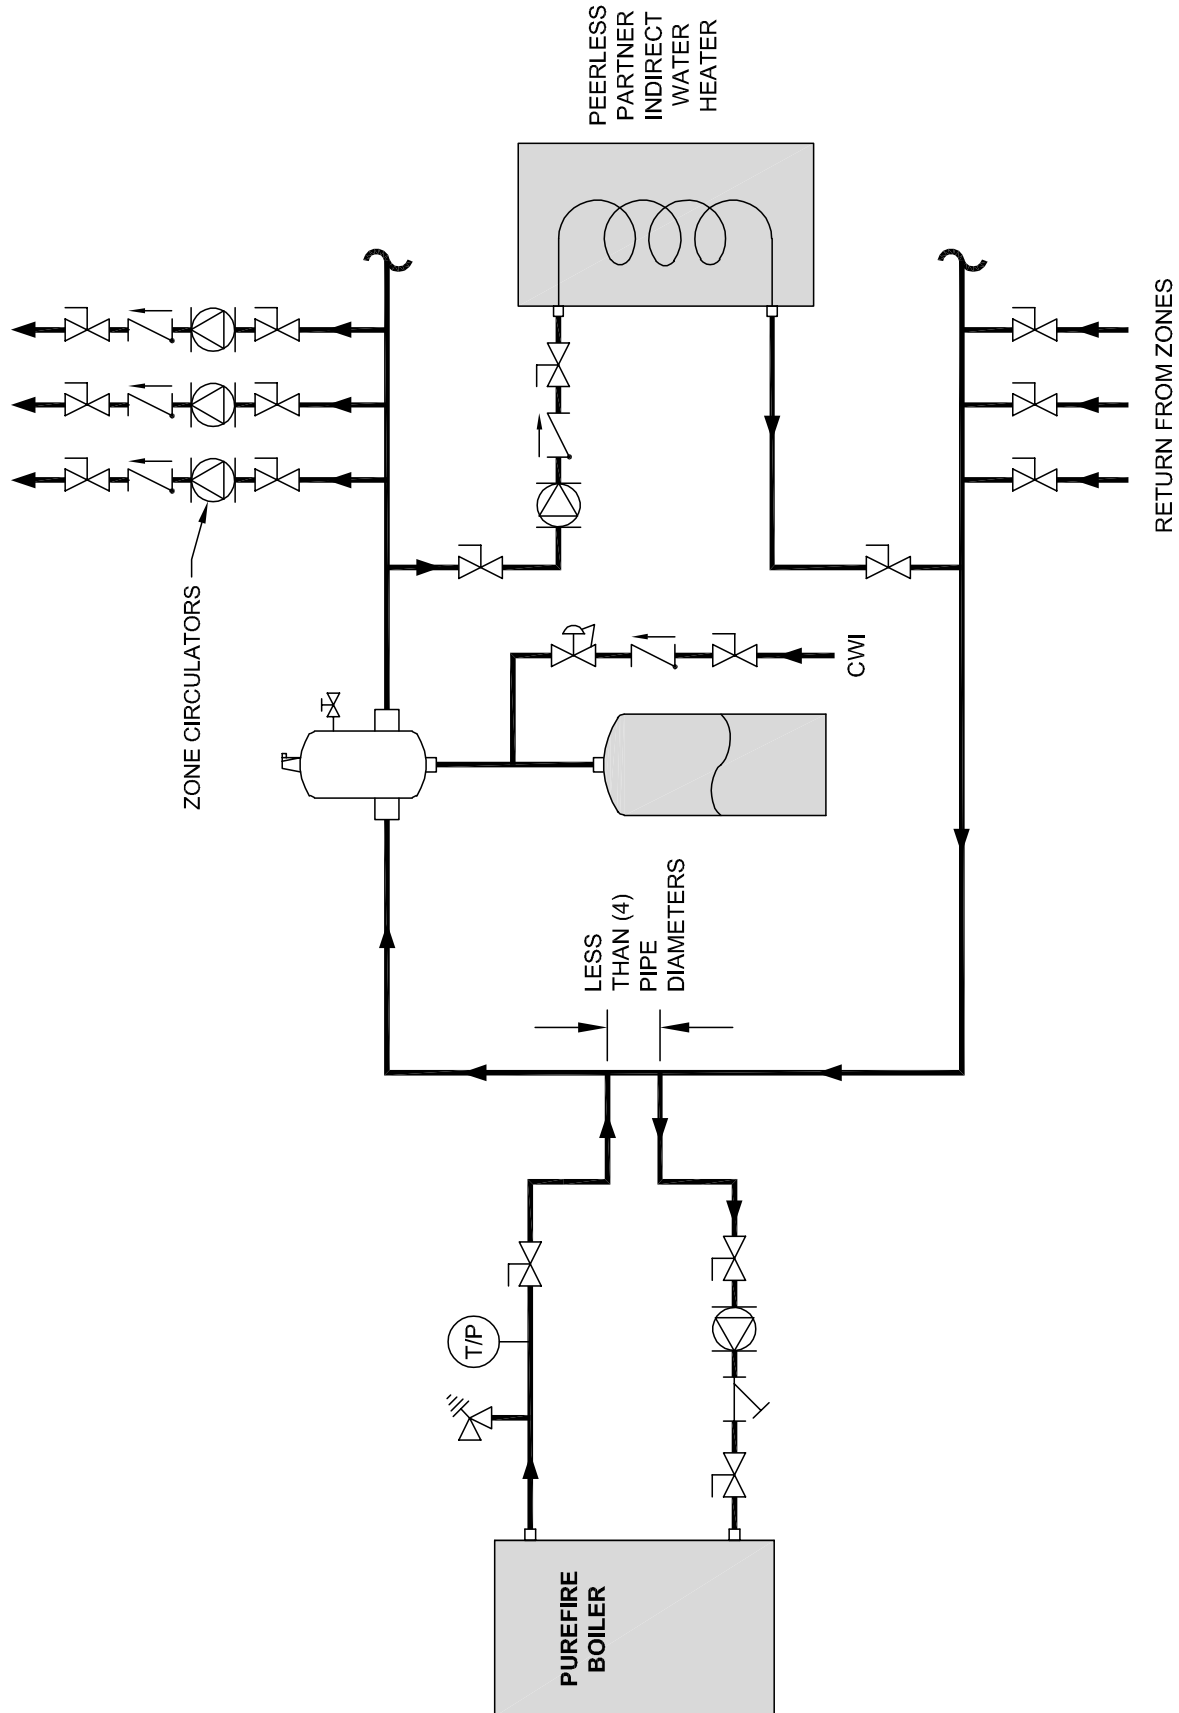 PEERLESS
PARTNER
INDIRECT
WATER
HEATER
ZONE CIRCULATORS
RETURN FROM ZONES
CWI
LESS
THAN (4)
PIPE
DIAMETERS
T/P
PUREFIRE
BOILER